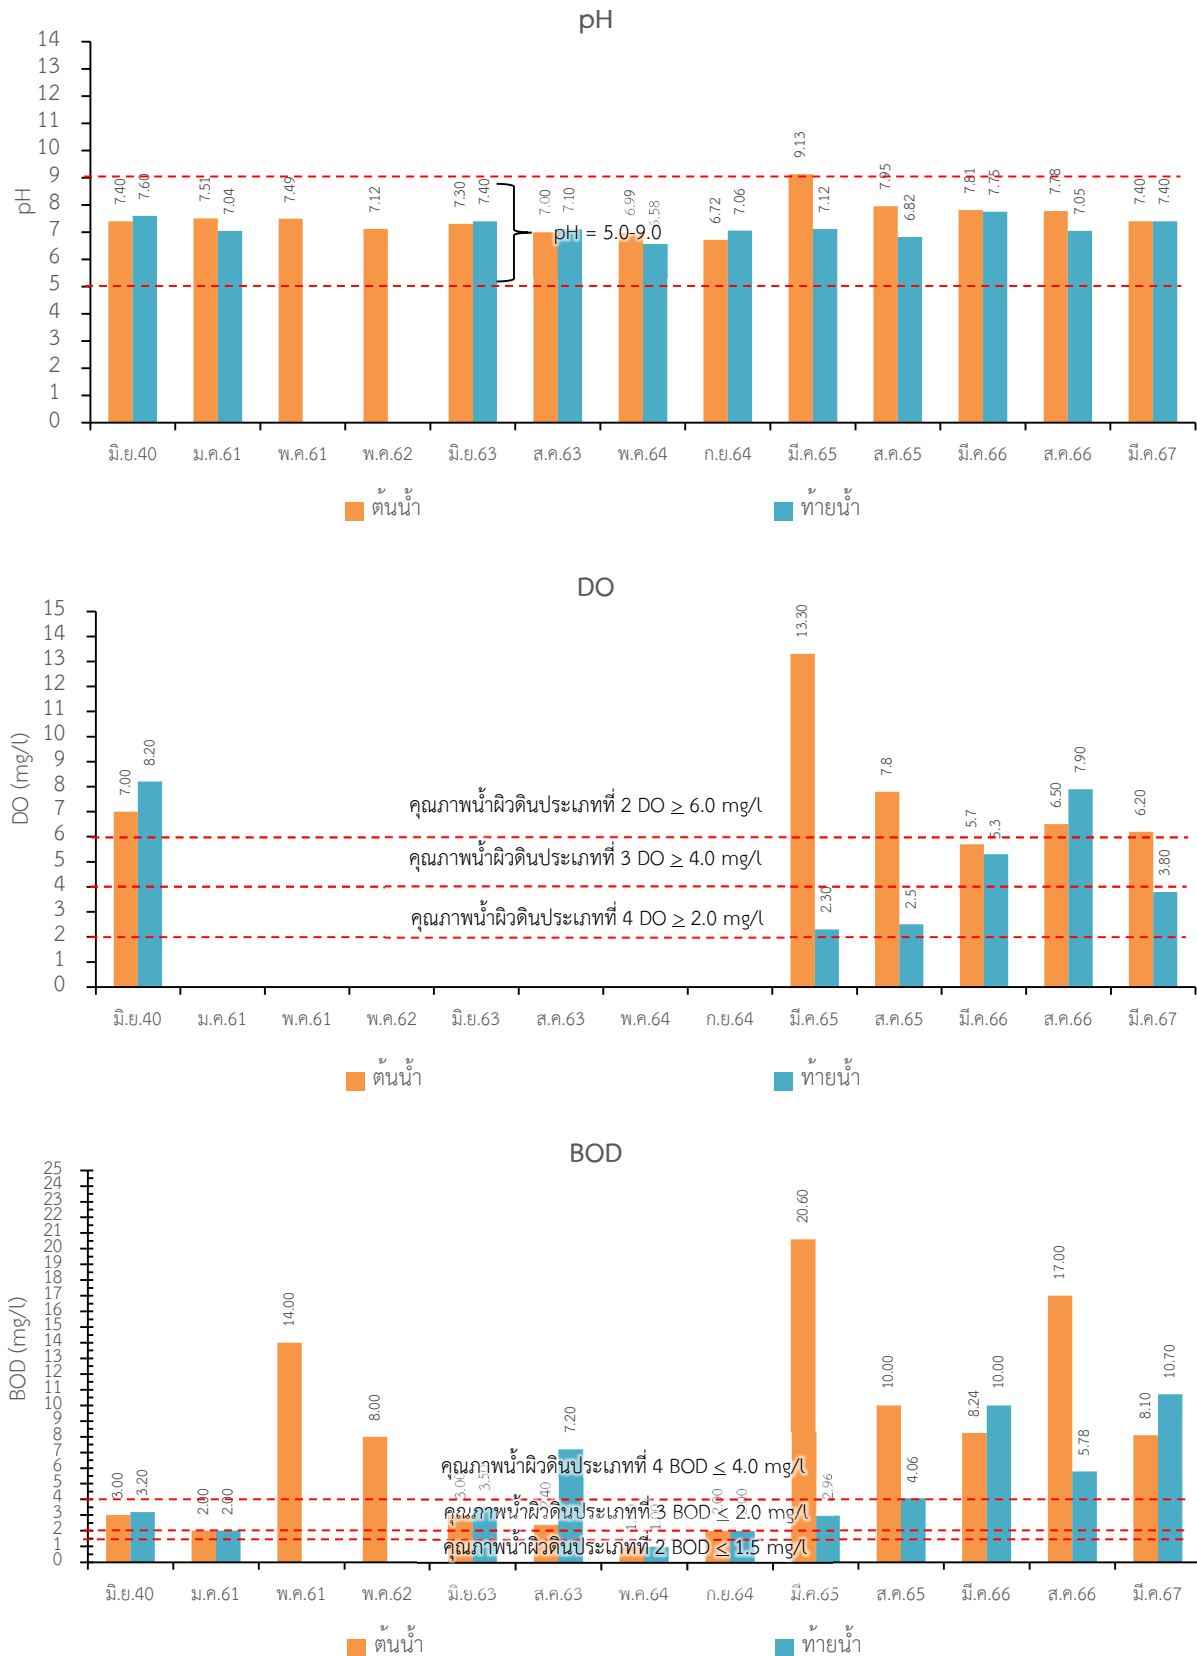 pH
14
13
12
11
10
9
8
7
6
5
4
3
2
1
0
pH
7.40 7.60 7.51 7.04 7.49 7.12 7.30 7.40 7.00 7.10 6.99 6.58 6.72 7.06 9.13 7.12 7.95 6.82 7.81 7.75 7.78 7.05 7.40 7.40
pH = 5.0-9.0
มิ.ย.40 ม.ค.61 พ.ค.61 พ.ค.62 มิ.ย.63 ส.ค.63 พ.ค.64 ก.ย.64 มี.ค.65 ส.ค.65 มี.ค.66 ส.ค.66 มี.ค.67
ต้นน้ำ ท้ายน้ำ
DO
15
14
13
12
11
10
9
8
7
6
5
4
3
2
1
0
DO (mg/l)
7.00 8.20 13.30 2.30 7.8 2.5 5.7 5.3 6.50 7.90 6.20 3.80
คุณภาพน้ำผิวดินประเภทที่ 2 DO ≥ 6.0 mg/l
คุณภาพน้ำผิวดินประเภทที่ 3 DO ≥ 4.0 mg/l
คุณภาพน้ำผิวดินประเภทที่ 4 DO ≥ 2.0 mg/l
มิ.ย.40 ม.ค.61 พ.ค.61 พ.ค.62 มิ.ย.63 ส.ค.63 พ.ค.64 ก.ย.64 มี.ค.65 ส.ค.65 มี.ค.66 ส.ค.66 มี.ค.67
ต้นน้ำ ท้ายน้ำ
BOD
25
24
23
22
21
20
19
18
17
16
15
14
13
12
11
10
9
8
7
6
5
4
3
2
1
0
BOD (mg/l)
3.00 3.20 2.00 2.00 14.00 8.00 3.00 7.20 20.60 2.96 10.00 4.06 8.24 10.00 17.00 5.78 8.10 10.70
คุณภาพน้ำผิวดินประเภทที่ 4 BOD ≤ 4.0 mg/l
คุณภาพน้ำผิวดินประเภทที่ 3 BOD ≤ 2.0 mg/l
คุณภาพน้ำผิวดินประเภทที่ 2 BOD ≤ 1.5 mg/l
มิ.ย.40 ม.ค.61 พ.ค.61 พ.ค.62 มิ.ย.63 ส.ค.63 พ.ค.64 ก.ย.64 มี.ค.65 ส.ค.65 มี.ค.66 ส.ค.66 มี.ค.67
ต้นน้ำ ท้ายน้ำ